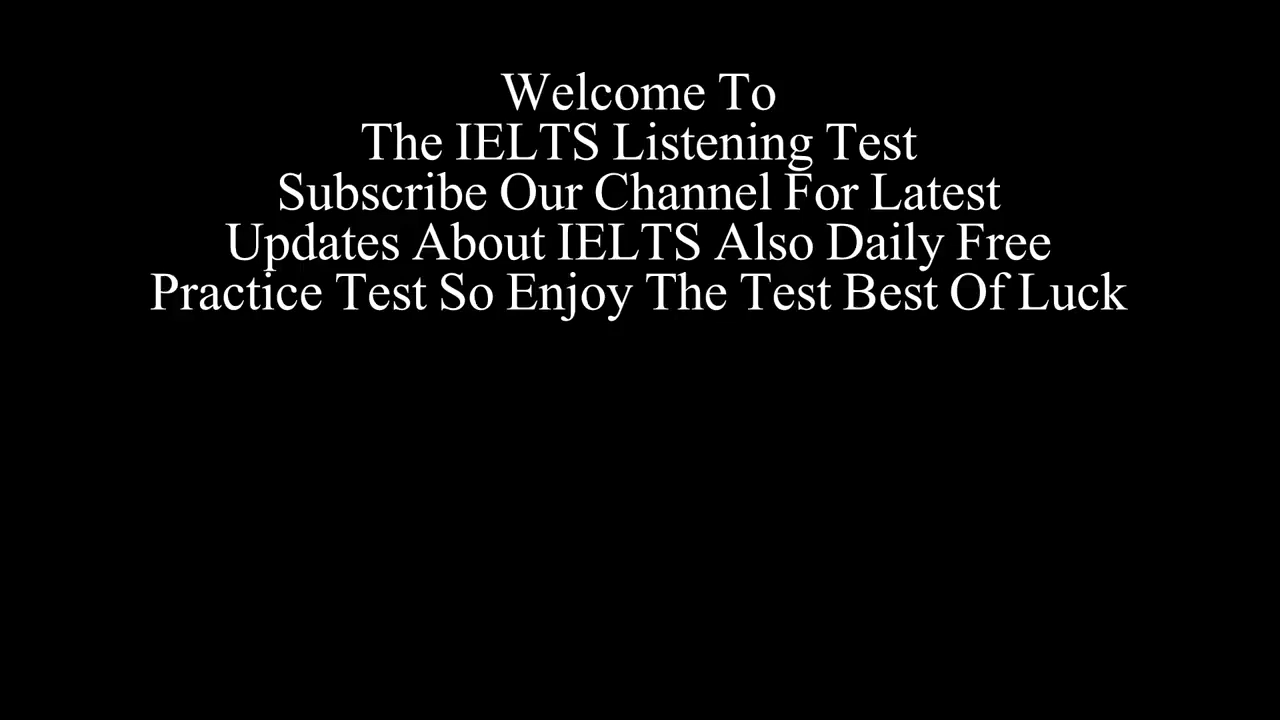 Welcome To
The IELTS Listening Test
Subscribe Our Channel For Latest
Updates About IELTS Also Daily Free
Practice Test So Enjoy The Test Best Of Luck